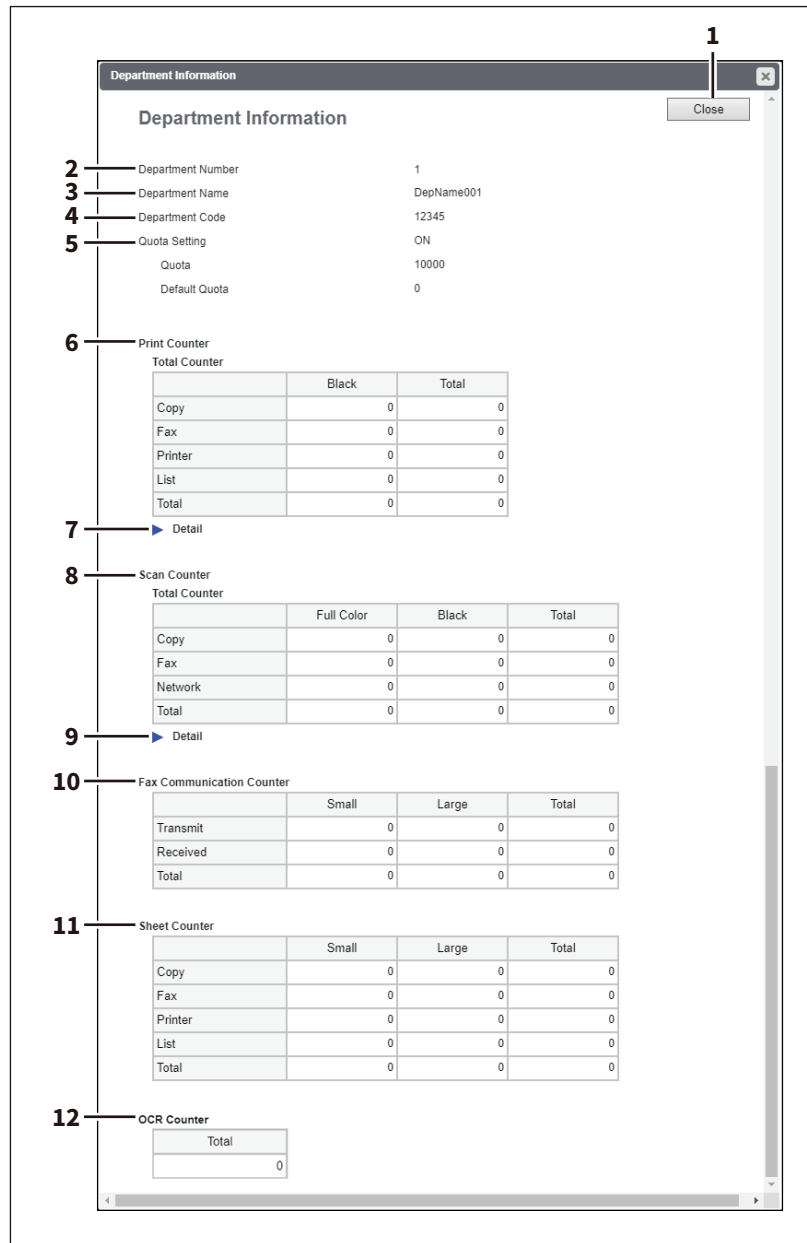 1
Department Information
Close
Department Information
2 Department Number 1
3 Department Name DepName001
4 Department Code 12345
5 Quota Setting ON
Quota 10000
Default Quota 0
6 Print Counter
Total Counter
Black Total
Copy 0 0
Fax 0 0
Printer 0 0
List 0 0
Total 0 0
7 Detail
8 Scan Counter
Total Counter
Full Color Black Total
Copy 0 0 0
Fax 0 0 0
Network 0 0 0
Total 0 0 0
9 Detail
10 Fax Communication Counter
Small Large Total
Transmit 0 0 0
Received 0 0 0
Total 0 0 0
11 Sheet Counter
Small Large Total
Copy 0 0 0
Fax 0 0 0
Printer 0 0 0
List 0 0 0
Total 0 0 0
12 OCR Counter
Total
0